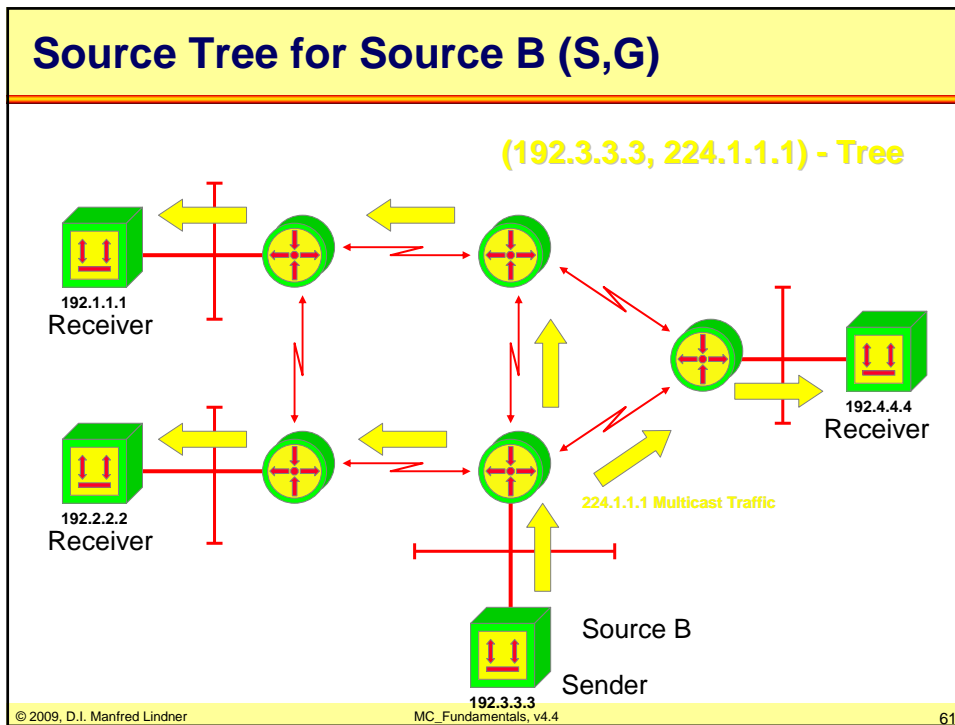 Source Tree for Source B (S,G)
(192.3.3.3, 224.1.1.1) - Tree
192.1.1.1
Receiver
192.4.4.4
Receiver
192.2.2.2
Receiver
224.1.1.1 Multicast Traffic
Source B
Sender
192.3.3.3
© 2009, D.I. Manfred Lindner
MC_Fundamentals, v4.4
61